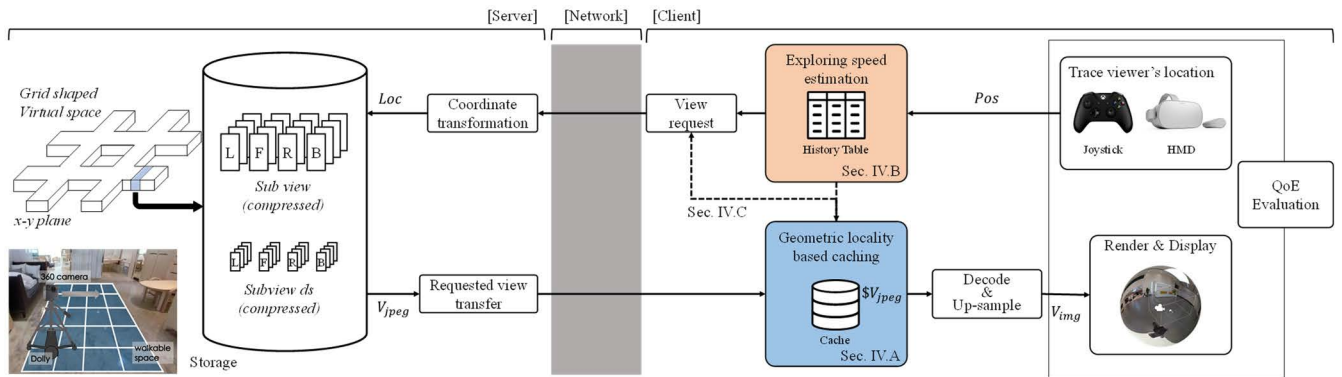 [Server]
[Network]
[Client]
Grid shaped
Virtual space
x-y plane
360 camera
Dolly
walkable
space
L F R B
Sub view
(compressed)
L F R B
Subview ds
(compressed)
Storage
Loc
Coordinate
transformation
V_jpeg
Requested view
transfer
View
request
Exploring speed
estimation
History Table
Sec. IV.B
Sec. IV.C
Pos
Trace viewer's location
Joystick
HMD
QoE
Evaluation
Geometric locality
based caching
$V_jpeg
Cache
Sec. IV.A
Decode
&
Up-sample
V_img
Render & Display